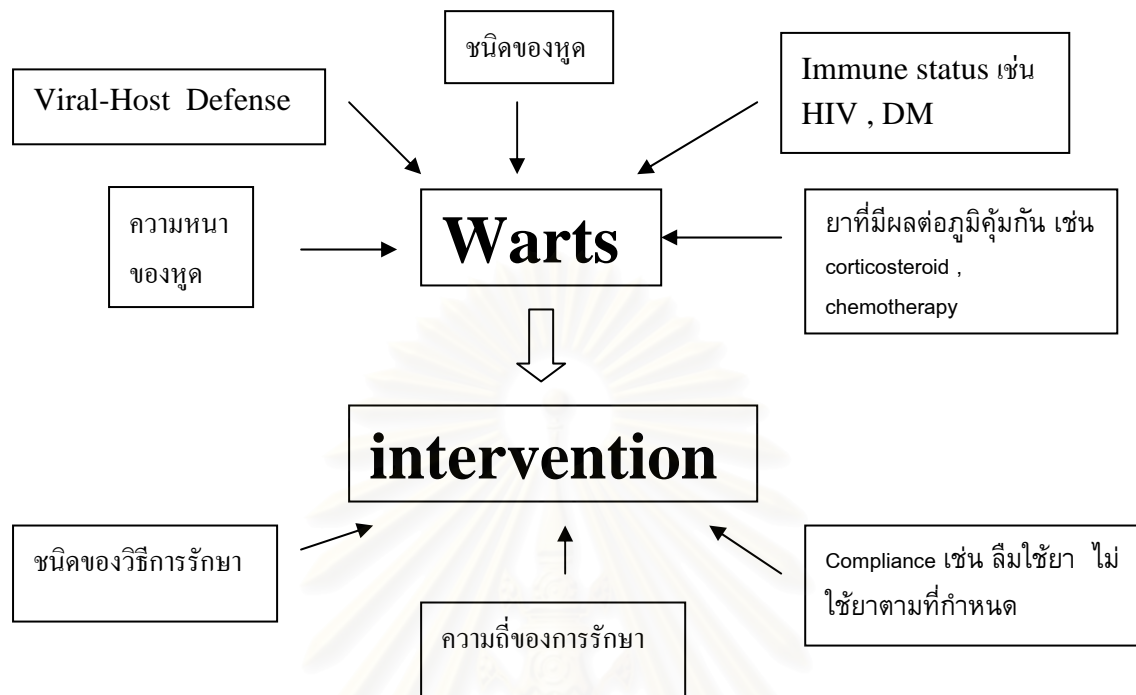 ชนิดของหูด
Viral-Host Defense
Immune status เช่น
HIV , DM
ความหนา
ของหูด
Warts
ยาที่มีผลต่อภูมิคุ้มกัน เช่น
corticosteroid ,
chemotherapy
intervention
ชนิดของวิธีการรักษา
ความถี่ของการรักษา
Compliance เช่น ลืมใช้ยา ไม่
ใช้ยาตามที่กำหนด